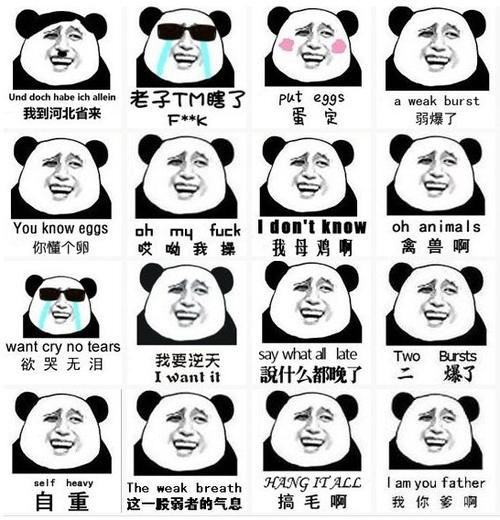 Und doch habe ich allein
我到河北省来
老子TM瞎了
F**K
put eggs
蛋 定
a weak burst
弱爆了
You know eggs
你懂个卵
oh my fuck
哎 呦 我 操
I don't know
我 母 鸡 啊
oh animals
禽 兽 啊
want cry no tears
欲 哭 无 泪
我要逆天
I want it
say what all late
說什么都晚了
Two Bursts
二 爆了
self heavy
自 重
The weak breath
这一股弱者的气息
HANG IT ALL
搞 毛 啊
I am you father
我 你 爹 啊